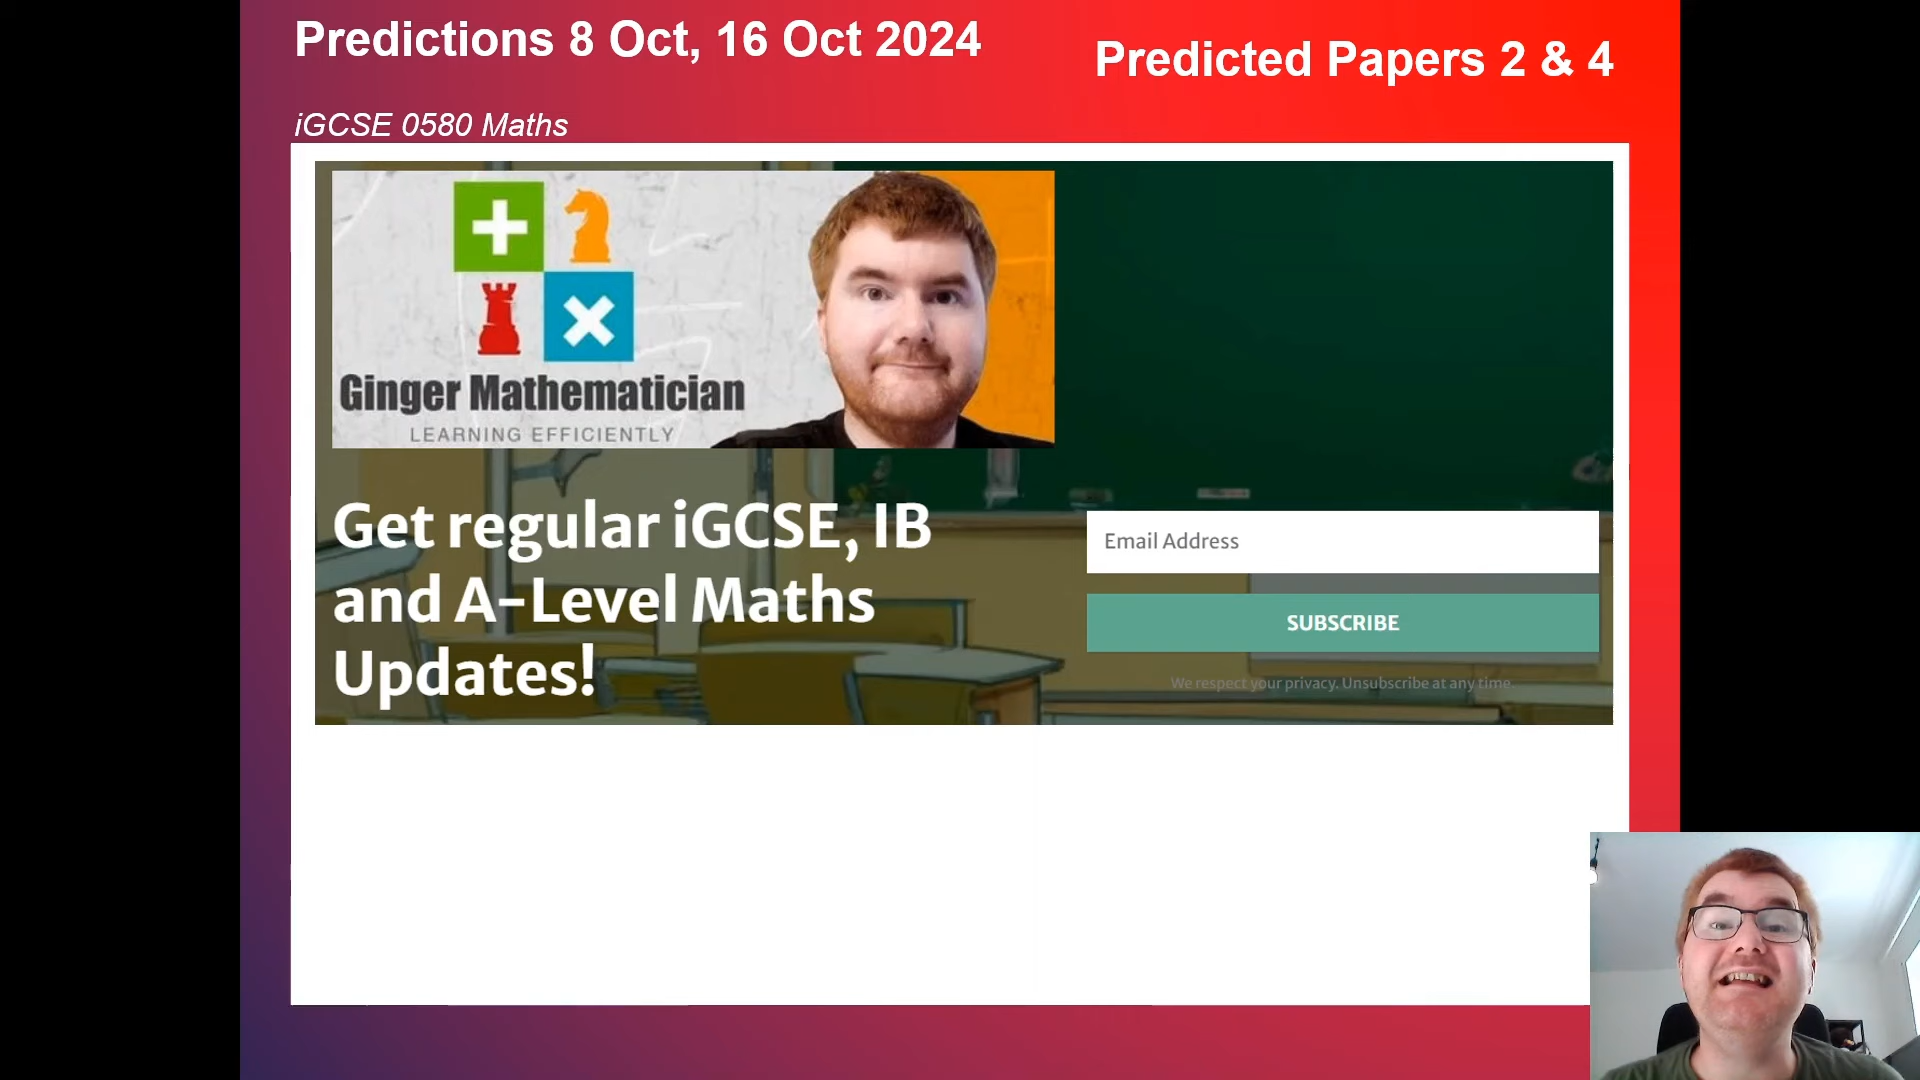 Predictions 8 Oct, 16 Oct 2024
Predicted Papers 2 & 4
iGCSE 0580 Maths
Ginger Mathematician
LEARNING EFFICIENTLY
Get regular iGCSE, IB
and A-Level Maths
Updates!
Email Address
SUBSCRIBE
We respect your privacy. Unsubscribe at any time.